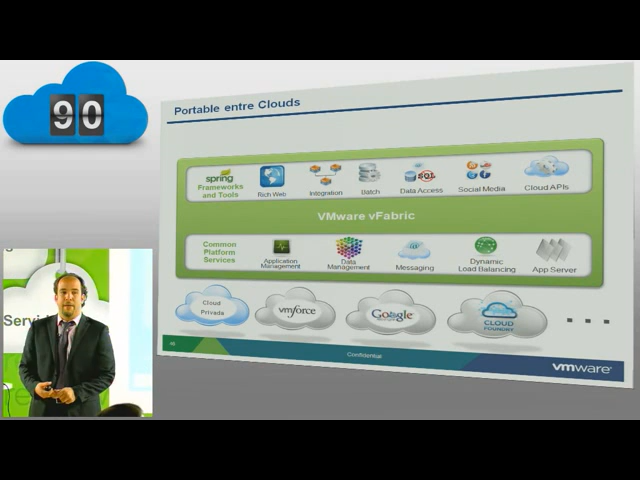 90
Portable entre Clouds
spring
Frameworks
and Tools
Rich Web
Integration
Batch
SQL
Data Access
Social Media
Cloud APIs
VMware vFabric
Common
Platform
Services
Application
Management
Data
Management
Messaging
Dynamic
Load Balancing
App Server
Cloud
Privada
vmforce
Google
CLOUD
FOUNDRY
...
Confidential
vmware
Servid